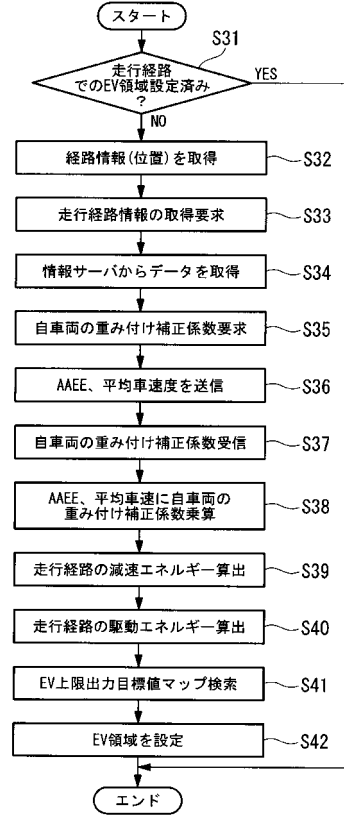 スタート
S31
走行経路
でのEV領域設定済み
?
YES
NO
経路情報(位置)を取得
S32
走行経路情報の取得要求
S33
情報サーバからデータを取得
S34
自車両の重み付け補正係数要求
S35
AAEE、平均車速度を送信
S36
自車両の重み付け補正係数受信
S37
AAEE、平均車速に自車両の
重み付け補正係数乗算
S38
走行経路の減速エネルギー算出
S39
走行経路の駆動エネルギー算出
S40
EV上限出力目標値マップ検索
S41
EV領域を設定
S42
エンド